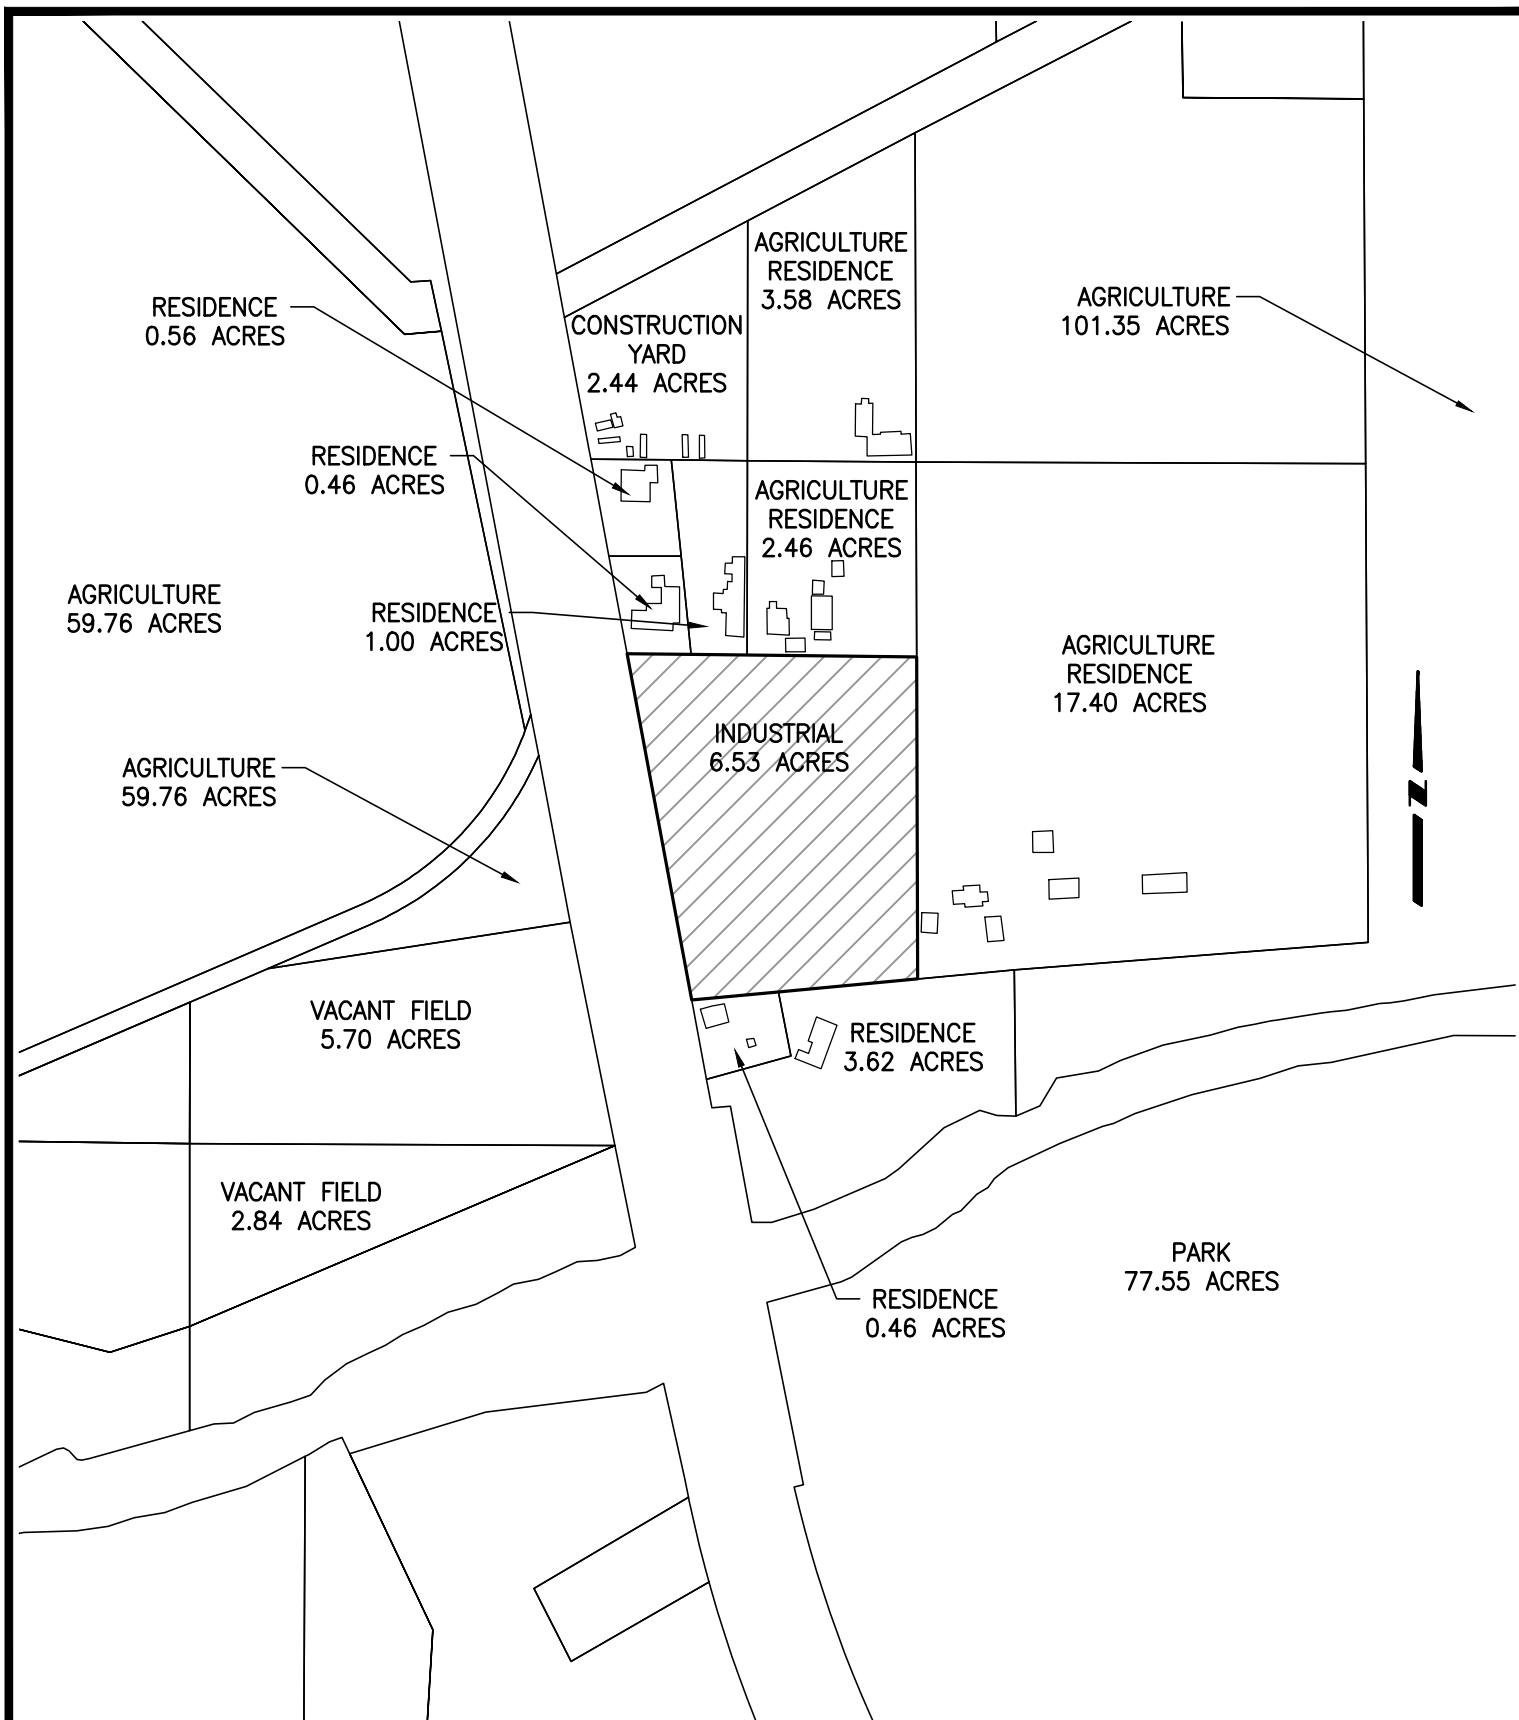 AGRICULTURE
RESIDENCE
3.58 ACRES
RESIDENCE
0.56 ACRES
AGRICULTURE
101.35 ACRES
CONSTRUCTION
YARD
2.44 ACRES
RESIDENCE
0.46 ACRES
AGRICULTURE
RESIDENCE
2.46 ACRES
AGRICULTURE
59.76 ACRES
RESIDENCE
1.00 ACRES
AGRICULTURE
RESIDENCE
17.40 ACRES
INDUSTRIAL
6.53 ACRES
AGRICULTURE
59.76 ACRES
N
VACANT FIELD
5.70 ACRES
RESIDENCE
3.62 ACRES
VACANT FIELD
2.84 ACRES
PARK
77.55 ACRES
RESIDENCE
0.46 ACRES